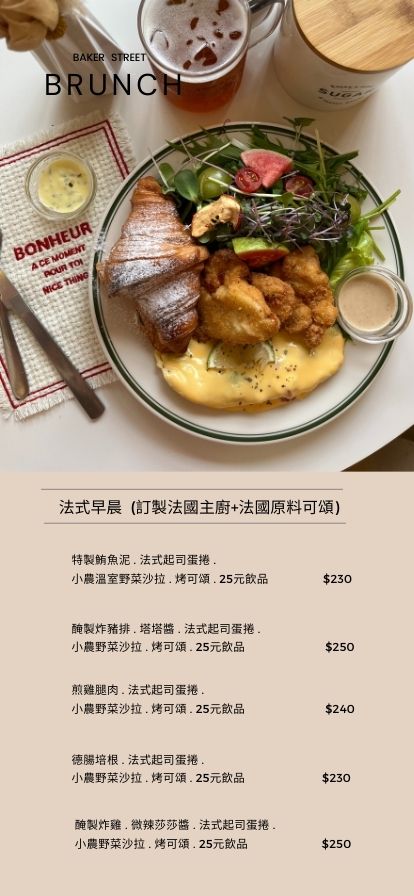 BAKER STREET
BRUNCH
SUGAR
BONHEUR
A CE MOMENT
POUR TOI
NICE THING
法式早晨 (訂製法國主廚+法國原料可頌)
特製鮪魚泥 . 法式起司蛋捲 .
小農溫室野菜沙拉 . 烤可頌 . 25元飲品 $230
醃製炸豬排 . 塔塔醬 . 法式起司蛋捲 .
小農野菜沙拉 . 烤可頌 . 25元飲品 $250
煎雞腿肉 . 法式起司蛋捲 .
小農野菜沙拉 . 烤可頌 . 25元飲品 $240
德腸培根 . 法式起司蛋捲 .
小農野菜沙拉 . 烤可頌 . 25元飲品 $230
醃製炸雞 . 微辣莎莎醬 . 法式起司蛋捲 .
小農野菜沙拉 . 烤可頌 . 25元飲品 $250